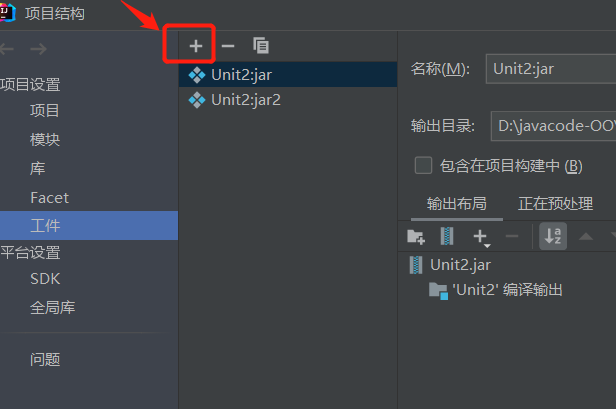 项目结构
项目设置
项目
模块
库
Facet
工件
平台设置
SDK
全局库
问题
Unit2:jar
Unit2:jar2
名称(M): Unit2:jar
输出目录: D:\javacode-OO\
包含在项目构建中 (B)
输出布局 正在预处理
Unit2.jar
'Unit2' 编译输出